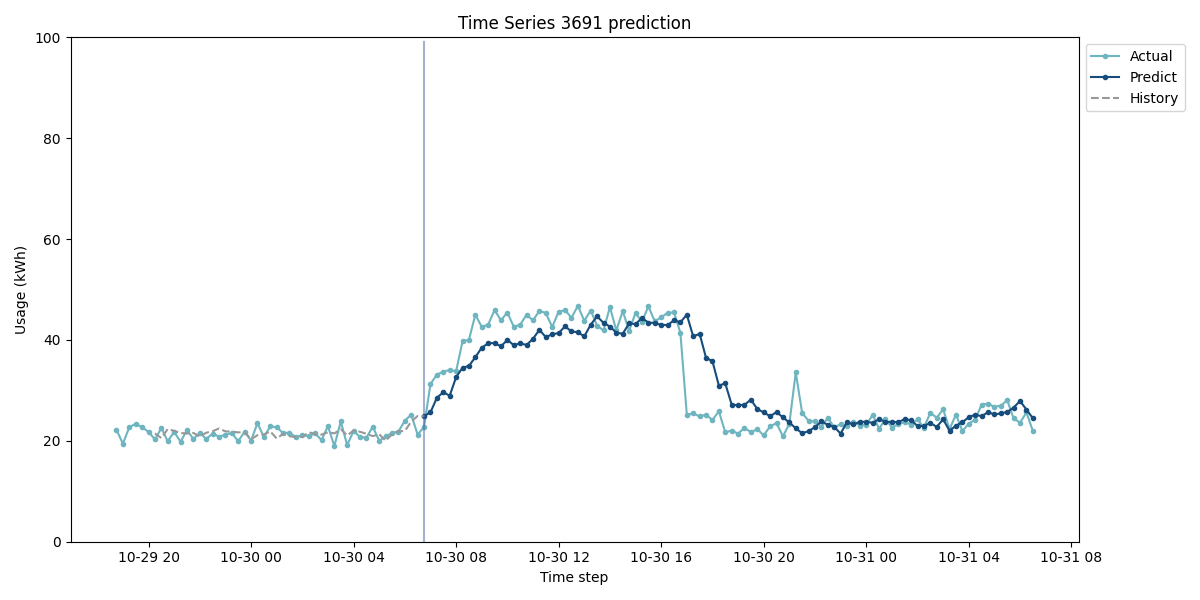 Time Series 3691 prediction
Usage (kWh)
100
80
60
40
20
0
10-29 20
10-30 00
10-30 04
10-30 08
10-30 12
10-30 16
10-30 20
10-31 00
10-31 04
10-31 08
Time step
Actual
Predict
History